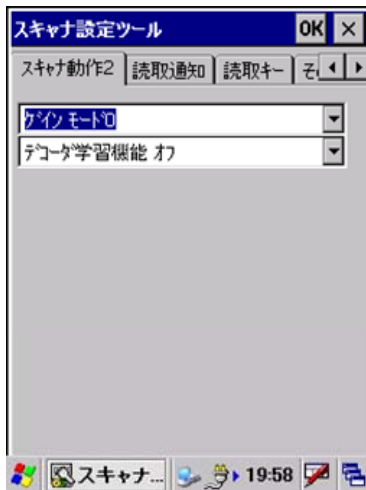 スキャナ設定ツール OK ×
スキャナ動作2 読取通知 読取キー そ
ゲイン モード0
デコーダ学習機能 オフ
スキャナ... 19:58